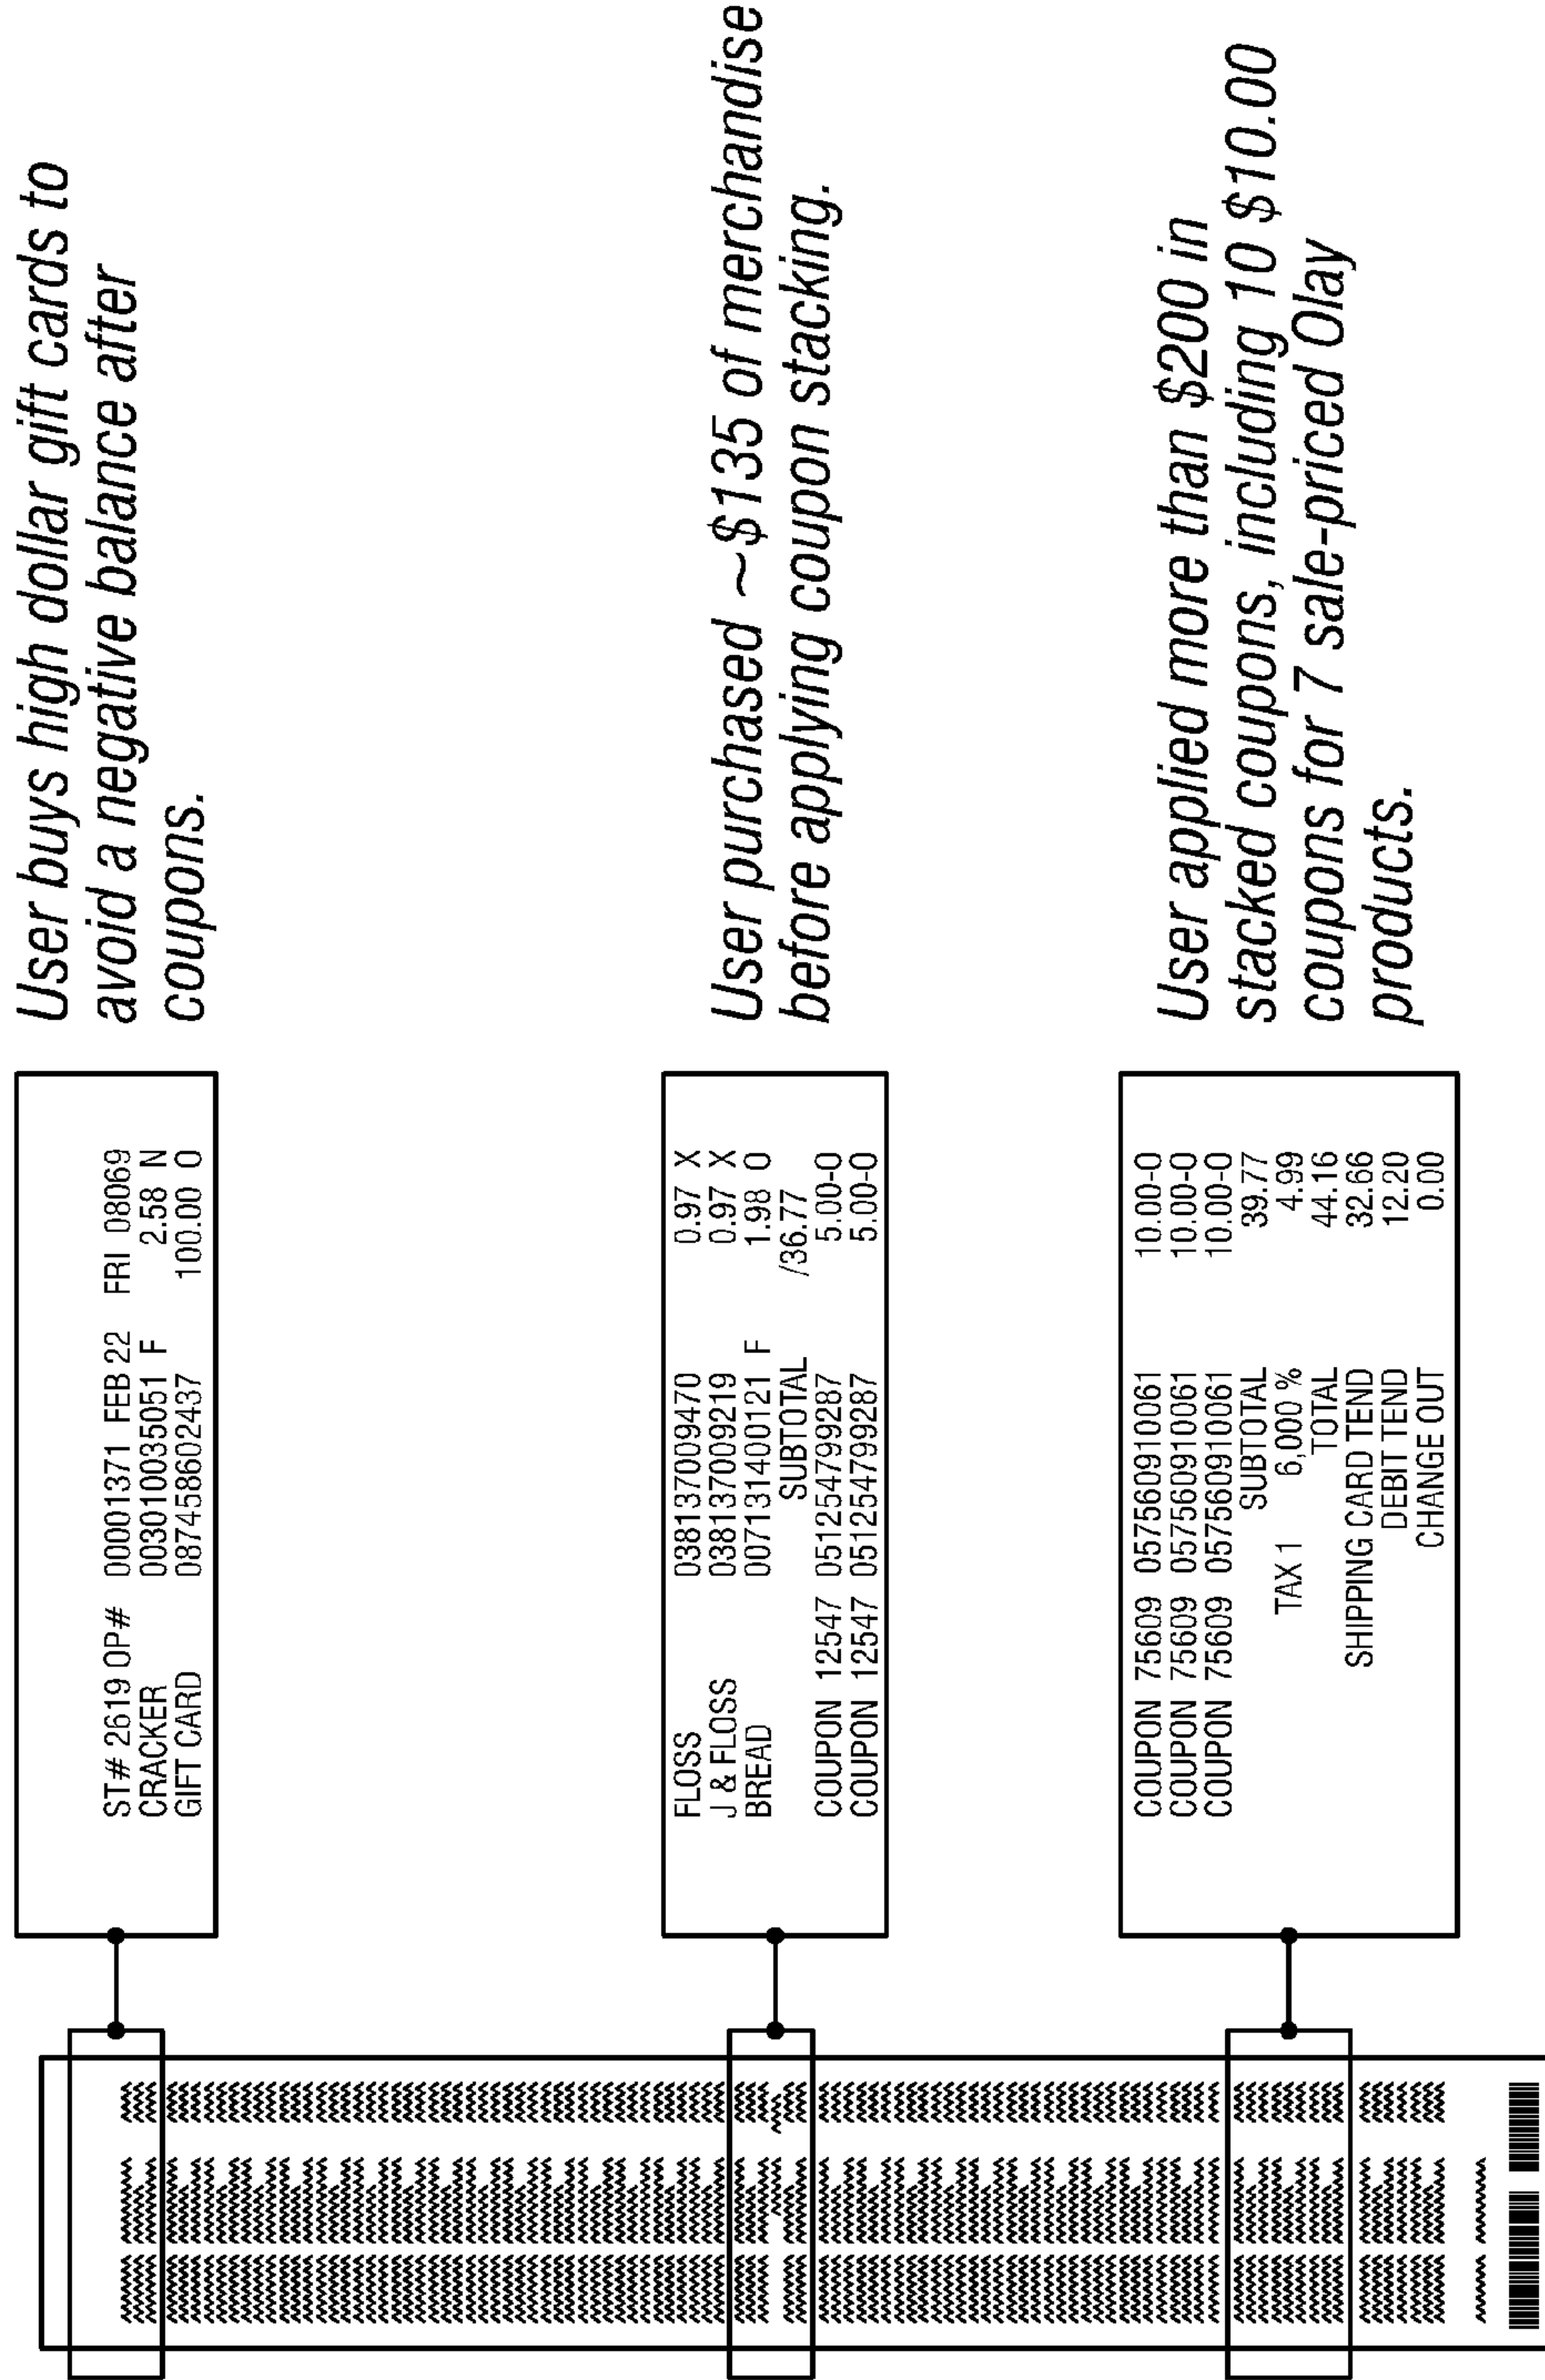 ST# 2619 OP# 00001371 FEB 22 FRI 08069
CRACKER 003010035051 F 2.58 N
GIFT CARD 087458602437 100.00 O
User buys high dollar gift cards to
avoid a negative balance after
coupons.
FLOSS 038137009470 0.97 X
J & FLOSS 038137009219 0.97 X
BREAD 007131400121 F 1.98 O
SUBTOTAL /36.77
COUPON 12547 051254799287 5.00-O
COUPON 12547 051254799287 5.00-O
User purchased ~$135 of merchandise
before applying coupon stacking.
COUPON 75609 057560910061 10.00-O
COUPON 75609 057560910061 10.00-O
COUPON 75609 057560910061 10.00-O
SUBTOTAL 39.77
TAX 1 6,000 % 4.99
TOTAL 44.16
SHIPPING CARD TEND 32.66
DEBIT TEND 12.20
CHANGE OUT 0.00
User applied more than $200 in
stacked coupons, including 10 $10.00
coupons for 7 sale-priced Olay
products.